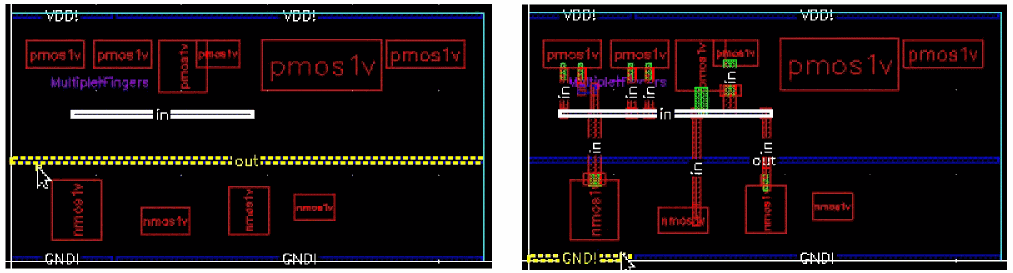 VDD! VDD!
pmos1v pmos1v pmos1v pmos1v pmos1v pmos1v
MultipleFingers
in
out
nmos1v nmos1v nmos1v nmos1v
GND! GND!
VDD! VDD!
pmos1v pmos1v pmos1v pmos1v pmos1v pmos1v
in in in in
in
in in in
out
nmos1v nmos1v nmos1v nmos1v
GND! GND!